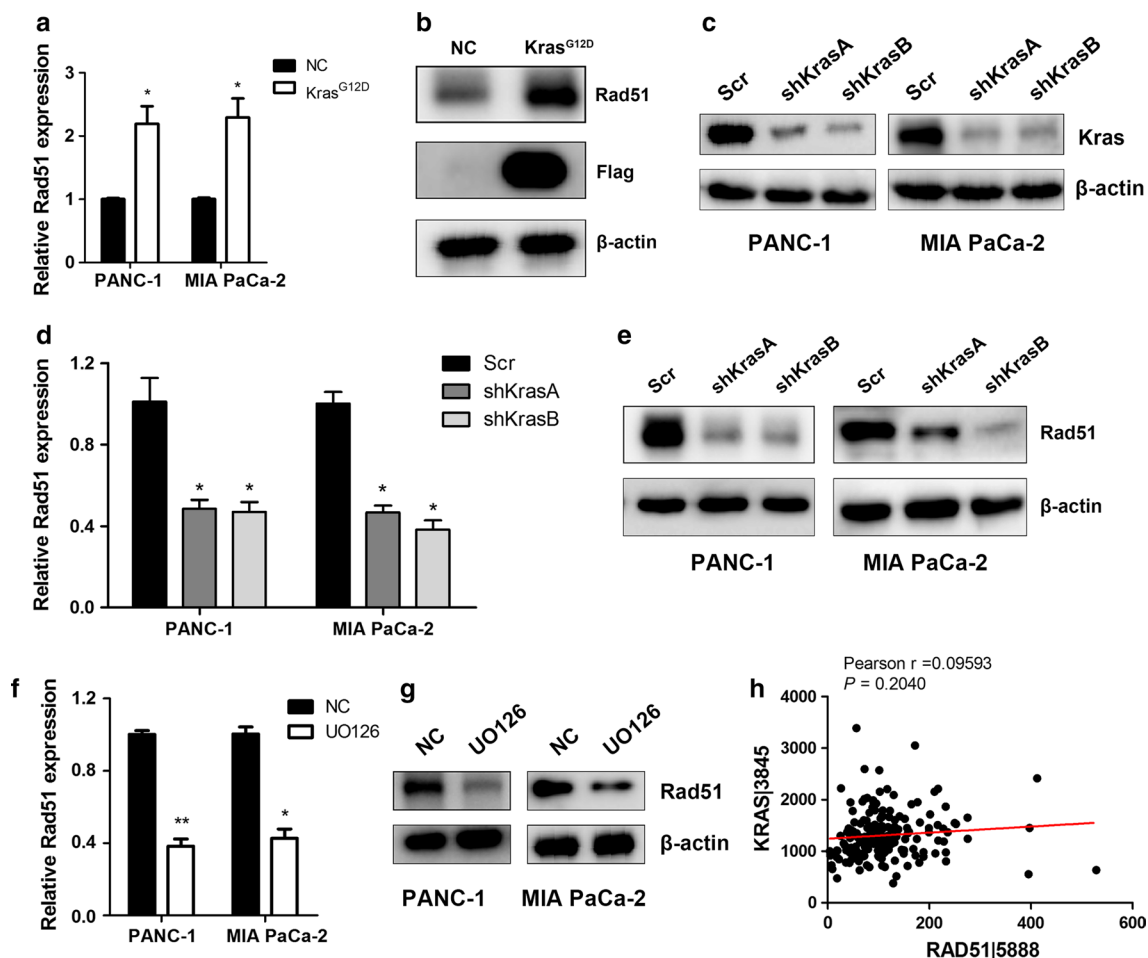 a
Relative Rad51 expression
3
2
1
0
NC
Kras^G12D
*
*
PANC-1
MIA PaCa-2
b
NC
Kras^G12D
Rad51
Flag
β-actin
c
Scr
shKrasA
shKrasB
Scr
shKrasA
shKrasB
Kras
β-actin
PANC-1
MIA PaCa-2
d
Relative Rad51 expression
1.2
0.8
0.4
0.0
Scr
shKrasA
shKrasB
*
*
*
*
PANC-1
MIA PaCa-2
e
Scr
shKrasA
shKrasB
Scr
shKrasA
shKrasB
Rad51
β-actin
PANC-1
MIA PaCa-2
f
Relative Rad51 expression
1.2
0.8
0.4
0.0
NC
UO126
**
*
PANC-1
MIA PaCa-2
g
NC
UO126
NC
UO126
Rad51
β-actin
PANC-1
MIA PaCa-2
h
Pearson r =0.09593
P = 0.2040
KRAS|3845
4000
3000
2000
1000
0
0
200
400
600
RAD51|5888